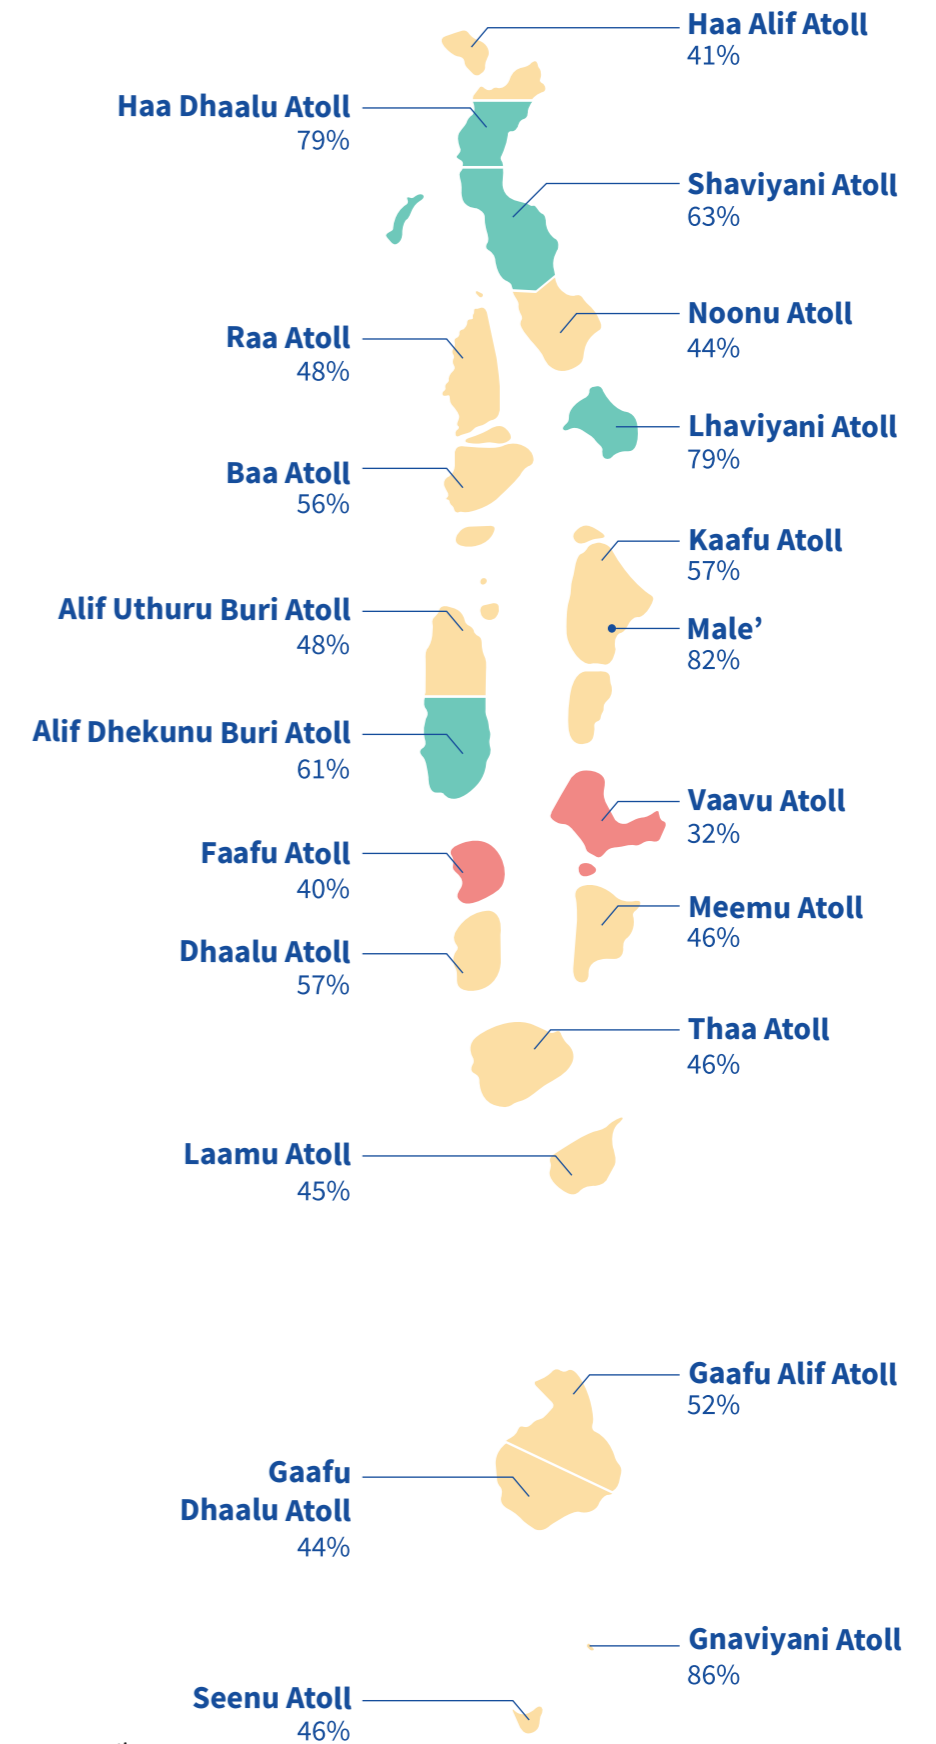 Haa Alif Atoll
41%
Haa Dhaalu Atoll
79%
Shaviyani Atoll
63%
Noonu Atoll
44%
Raa Atoll
48%
Lhaviyani Atoll
79%
Baa Atoll
56%
Kaafu Atoll
57%
Alif Uthuru Buri Atoll
48%
Male’
82%
Alif Dhekunu Buri Atoll
61%
Vaavu Atoll
32%
Faafu Atoll
40%
Meemu Atoll
46%
Dhaalu Atoll
57%
Thaa Atoll
46%
Laamu Atoll
45%
Gaafu Alif Atoll
52%
Gaafu
Dhaalu Atoll
44%
Gnaviyani Atoll
86%
Seenu Atoll
46%